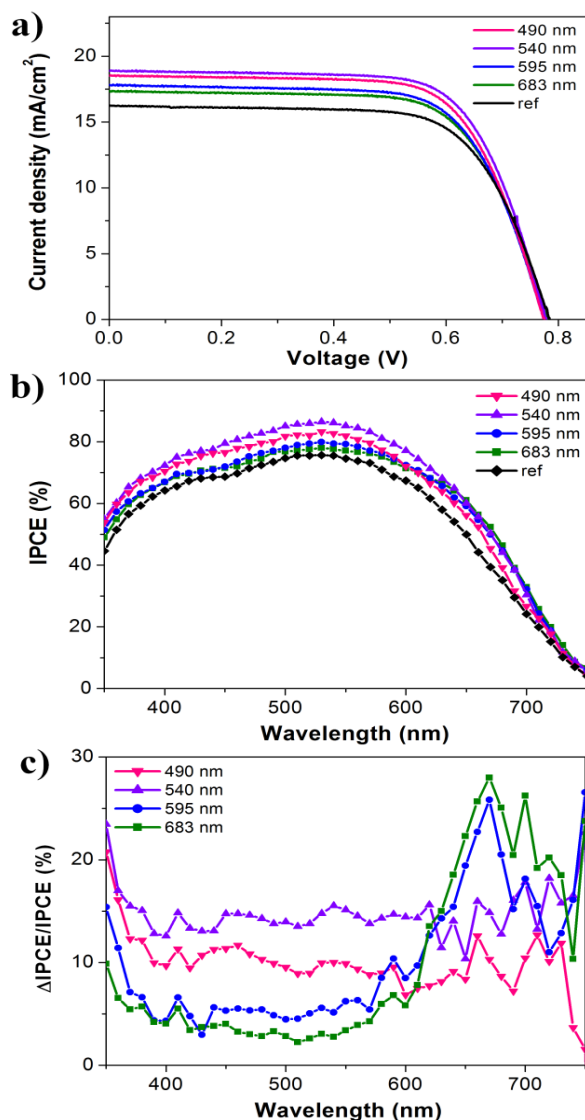 a)
Current density (mA/cm²)
20
15
10
5
0
490 nm
540 nm
595 nm
683 nm
ref
0.0 0.2 0.4 0.6 0.8
Voltage (V)
b)
IPCE (%)
100
80
60
40
20
0
490 nm
540 nm
595 nm
683 nm
ref
400 500 600 700
Wavelength (nm)
c)
ΔIPCE/IPCE (%)
30
20
10
0
490 nm
540 nm
595 nm
683 nm
400 500 600 700
Wavelength (nm)